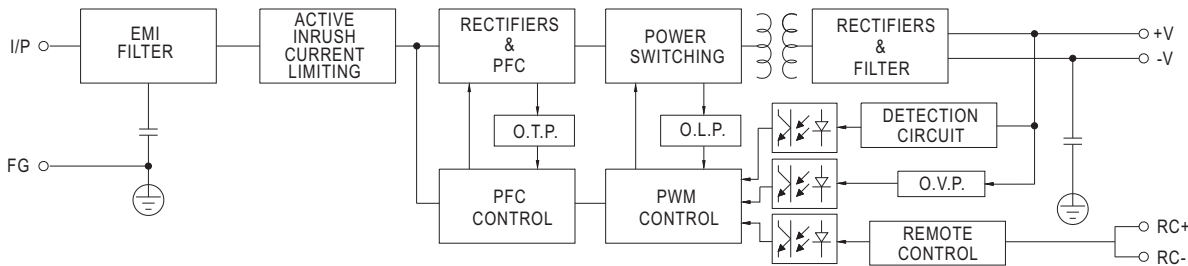 I/P
EMI
FILTER
ACTIVE
INRUSH
CURRENT
LIMITING
RECTIFIERS
&
PFC
POWER
SWITCHING
RECTIFIERS
&
FILTER
+V
-V
O.T.P.
O.L.P.
DETECTION
CIRCUIT
FG
PFC
CONTROL
PWM
CONTROL
O.V.P.
REMOTE
CONTROL
RC+
RC-